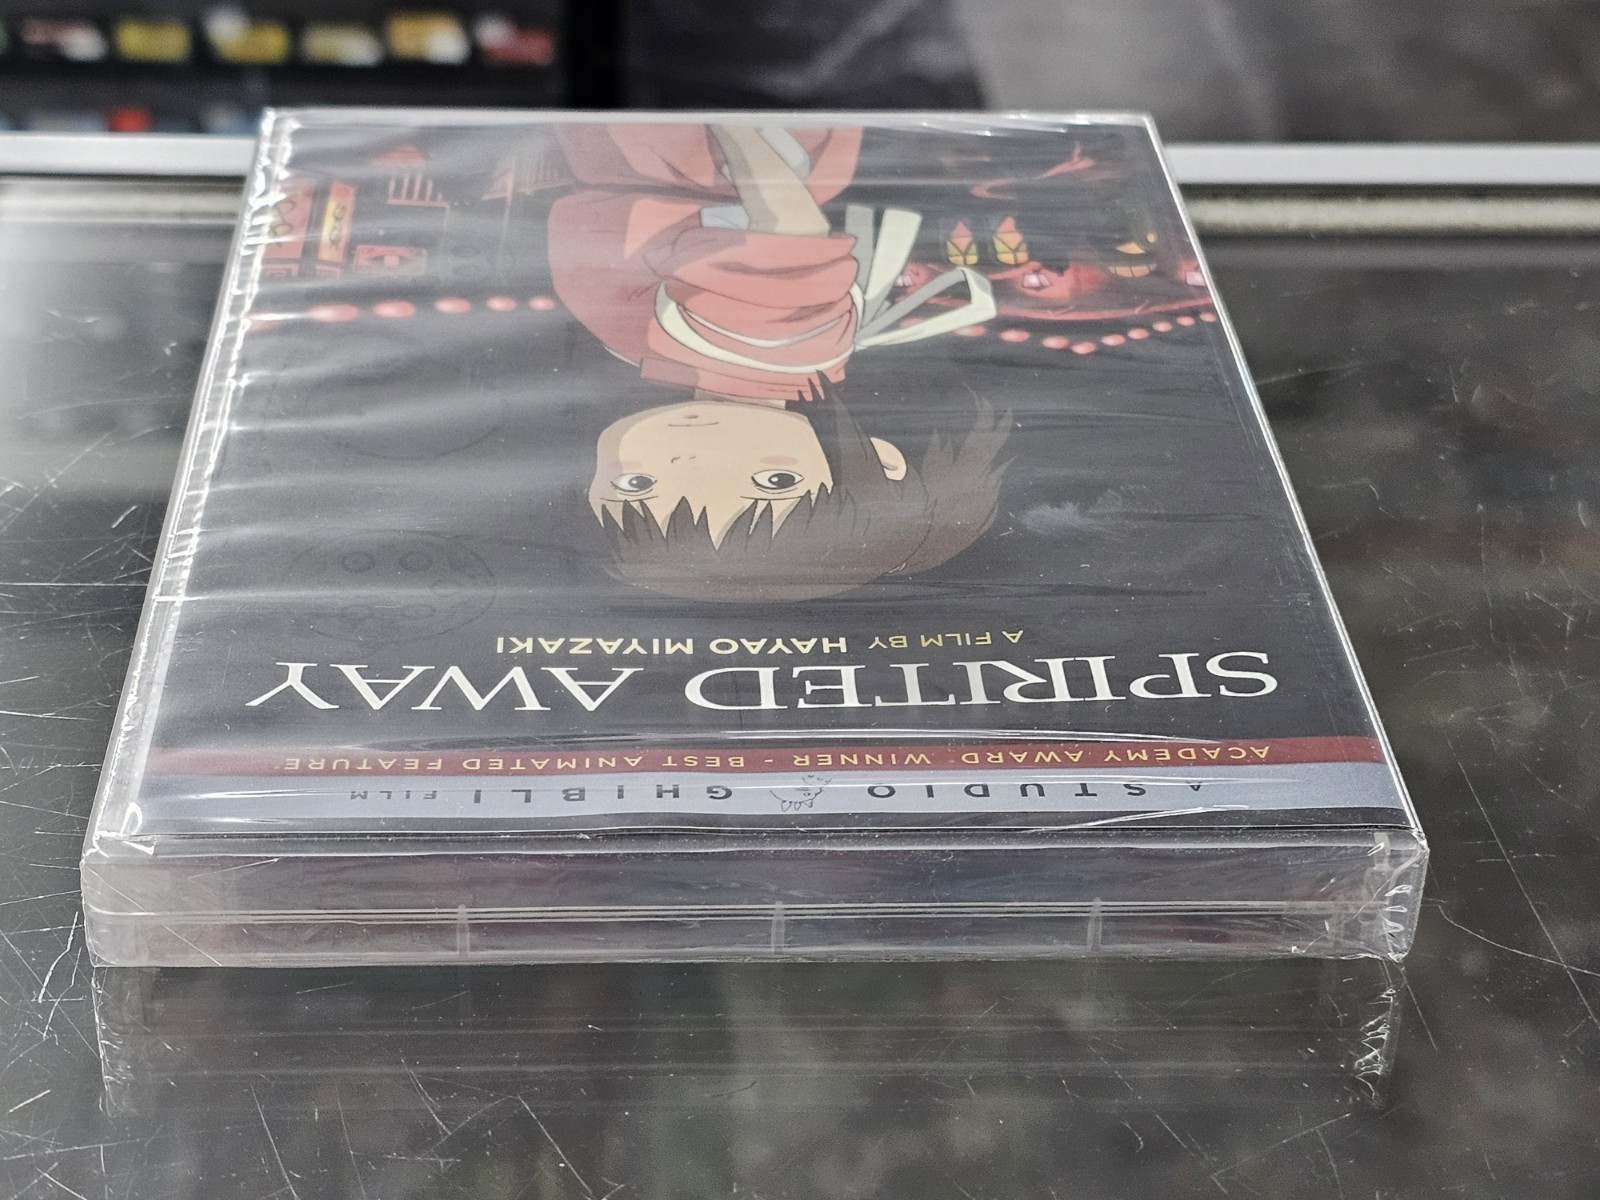 A STUDIO GHIBLI FILM
ACADEMY AWARD® WINNER - BEST ANIMATED FEATURE®
SPIRITED AWAY
A FILM BY HAYAO MIYAZAKI